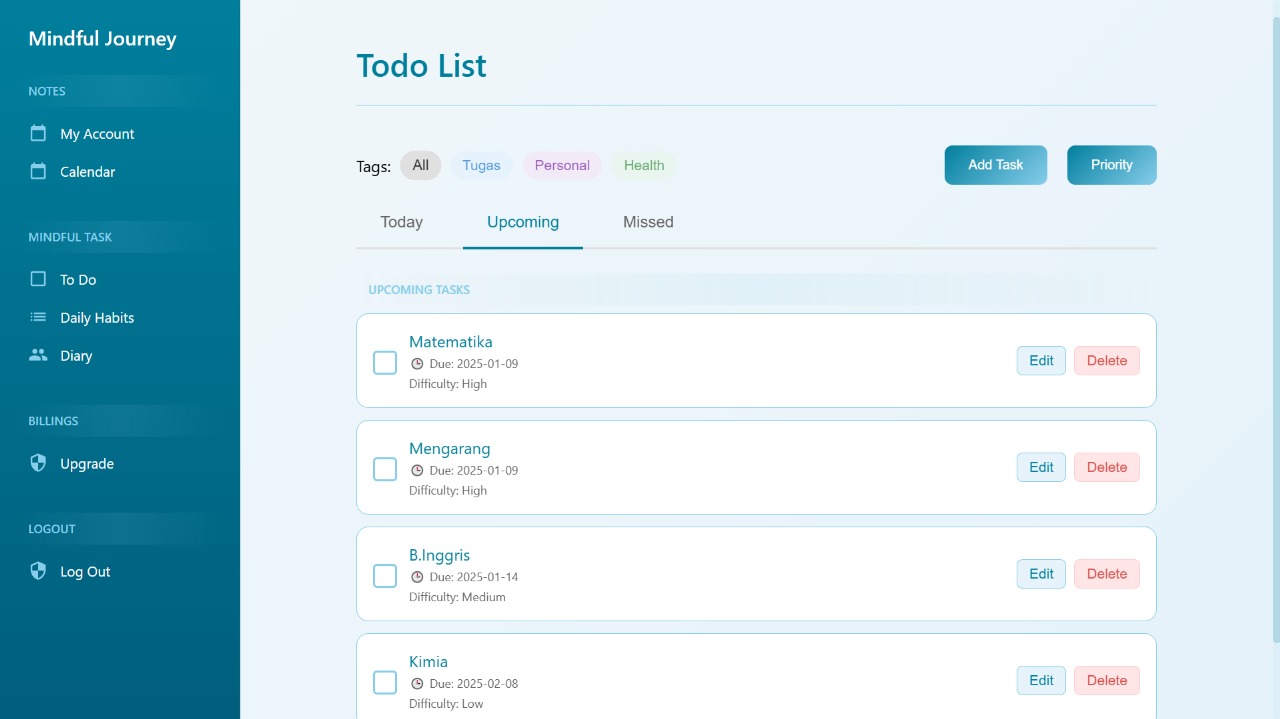 Mindful Journey
NOTES
My Account
Calendar
MINDFUL TASK
To Do
Daily Habits
Diary
BILLINGS
Upgrade
LOGOUT
Log Out
Todo List
Tags: All Tugas Personal Health
Add Task Priority
Today Upcoming Missed
UPCOMING TASKS
Matematika
Due: 2025-01-09
Difficulty: High
Edit Delete
Mengarang
Due: 2025-01-09
Difficulty: High
Edit Delete
B.Inggris
Due: 2025-01-14
Difficulty: Medium
Edit Delete
Kimia
Due: 2025-02-08
Difficulty: Low
Edit Delete